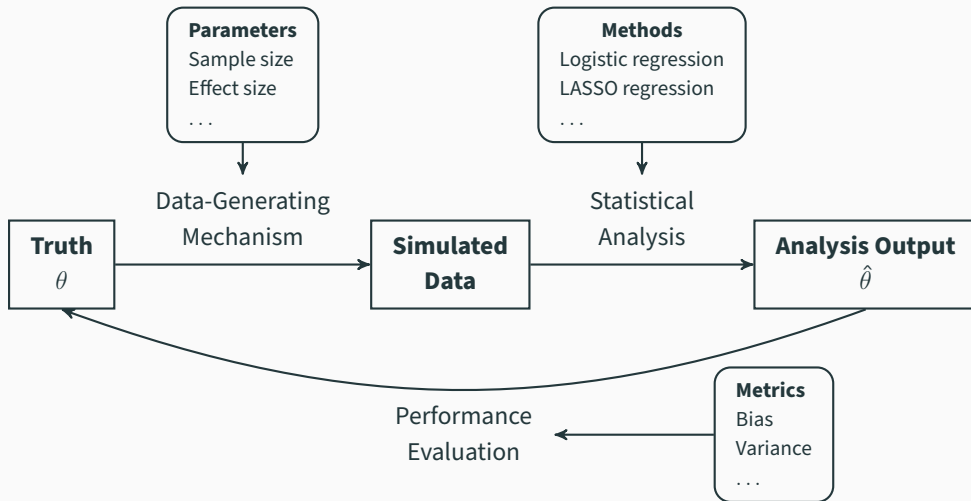 Parameters
Sample size
Effect size
. . .
Methods
Logistic regression
LASSO regression
. . .
Data-Generating
Mechanism
Statistical
Analysis
Truth
θ
Simulated
Data
Analysis Output
θ̂
Performance
Evaluation
Metrics
Bias
Variance
. . .